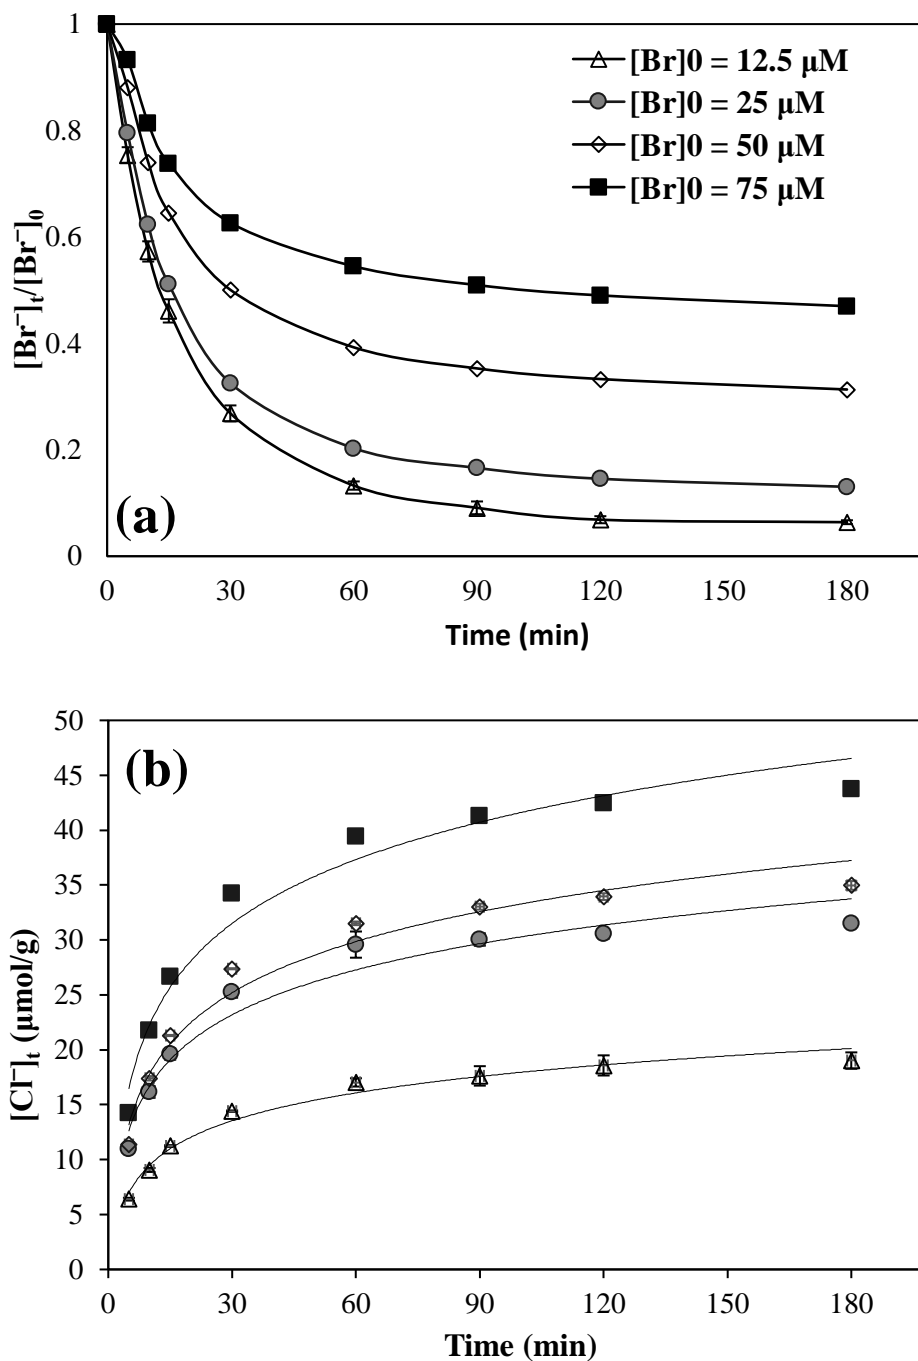 1
0.8
0.6
0.4
0.2
0
[Br⁻]ₜ/[Br⁻]₀
[Br]0 = 12.5 µM
[Br]0 = 25 µM
[Br]0 = 50 µM
[Br]0 = 75 µM
(a)
0 30 60 90 120 150 180
Time (min)
50
45
40
35
30
25
20
15
10
5
0
[Cl⁻]ₜ (µmol/g)
(b)
0 30 60 90 120 150 180
Time (min)